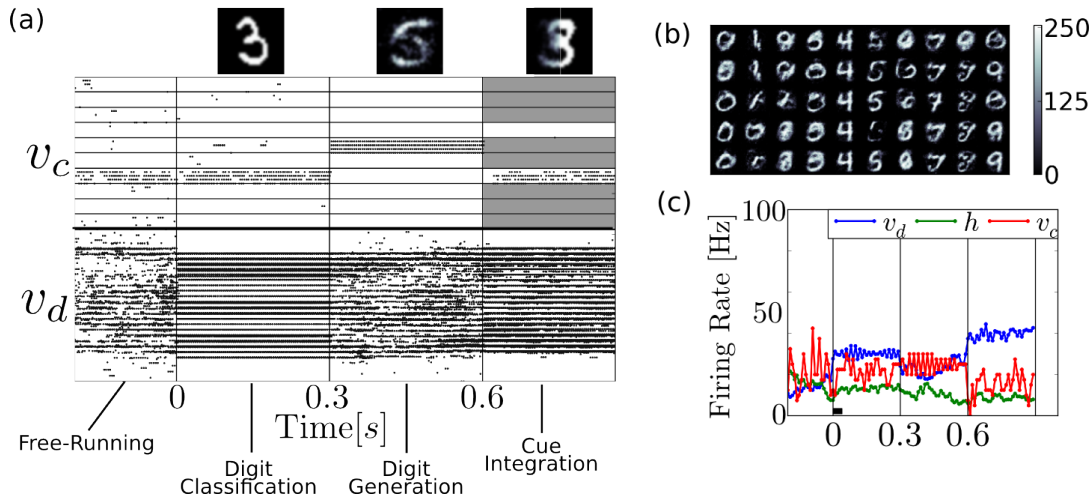 (a)
v_c
v_d
0
0.3
0.6
Time[s]
Free-Running
Digit
Classification
Digit
Generation
Cue
Integration
(b)
250
125
0
(c)
100
50
0
Firing Rate [Hz]
v_d
h
v_c
0
0.3
0.6